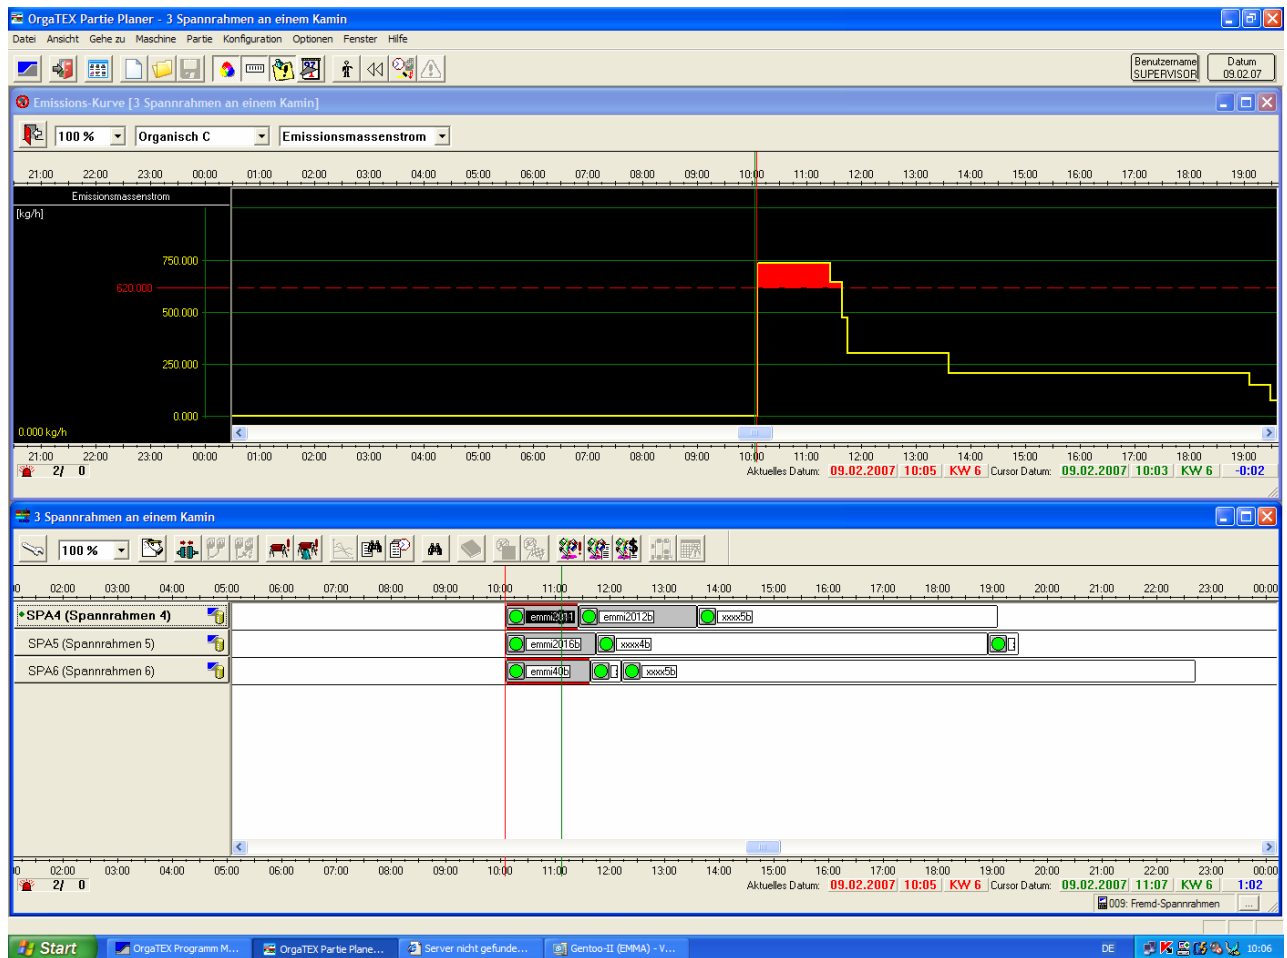 OrgaTEX Partie Planer - 3 Spannrahmen an einem Kamin
Datei Ansicht Gehe zu Maschine Partie Konfiguration Optionen Fenster Hilfe
Benutzername
SUPERVISOR
Datum
09.02.07
Emissions-Kurve [3 Spannrahmen an einem Kamin]
100 % Organisch C Emissionsmassenstrom
21:00 22:00 23:00 00:00 01:00 02:00 03:00 04:00 05:00 06:00 07:00 08:00 09:00 10:00 11:00 12:00 13:00 14:00 15:00 16:00 17:00 18:00 19:00
Emissionsmassenstrom
[kg/h]
750.000
620.000
500.000
250.000
0.000
0.000 kg/h
21:00 22:00 23:00 00:00 01:00 02:00 03:00 04:00 05:00 06:00 07:00 08:00 09:00 10:00 11:00 12:00 13:00 14:00 15:00 16:00 17:00 18:00 19:00
2/ 0 Aktuelles Datum: 09.02.2007 10:05 KW 6 Cursor Datum: 09.02.2007 10:03 KW 6 -0:02
3 Spannrahmen an einem Kamin
100 %
02:00 03:00 04:00 05:00 06:00 07:00 08:00 09:00 10:00 11:00 12:00 13:00 14:00 15:00 16:00 17:00 18:00 19:00 20:00 21:00 22:00 23:00 00:00
SPA4 (Spannrahmen 4) emmi2011 emmi2012b xxxx5b
SPA5 (Spannrahmen 5) emmi2016b xxxx4b
SPA6 (Spannrahmen 6) emmi40b xxxx5b
02:00 03:00 04:00 05:00 06:00 07:00 08:00 09:00 10:00 11:00 12:00 13:00 14:00 15:00 16:00 17:00 18:00 19:00 20:00 21:00 22:00 23:00 00:00
2/ 0 Aktuelles Datum: 09.02.2007 10:05 KW 6 Cursor Datum: 09.02.2007 11:07 KW 6 1:02
009: Fremd-Spannrahmen ...
Start OrgaTEX Programm M... OrgaTEX Partie Plane... Server nicht gefunde... Gentoo-II (EMMA) - V... DE 10:06